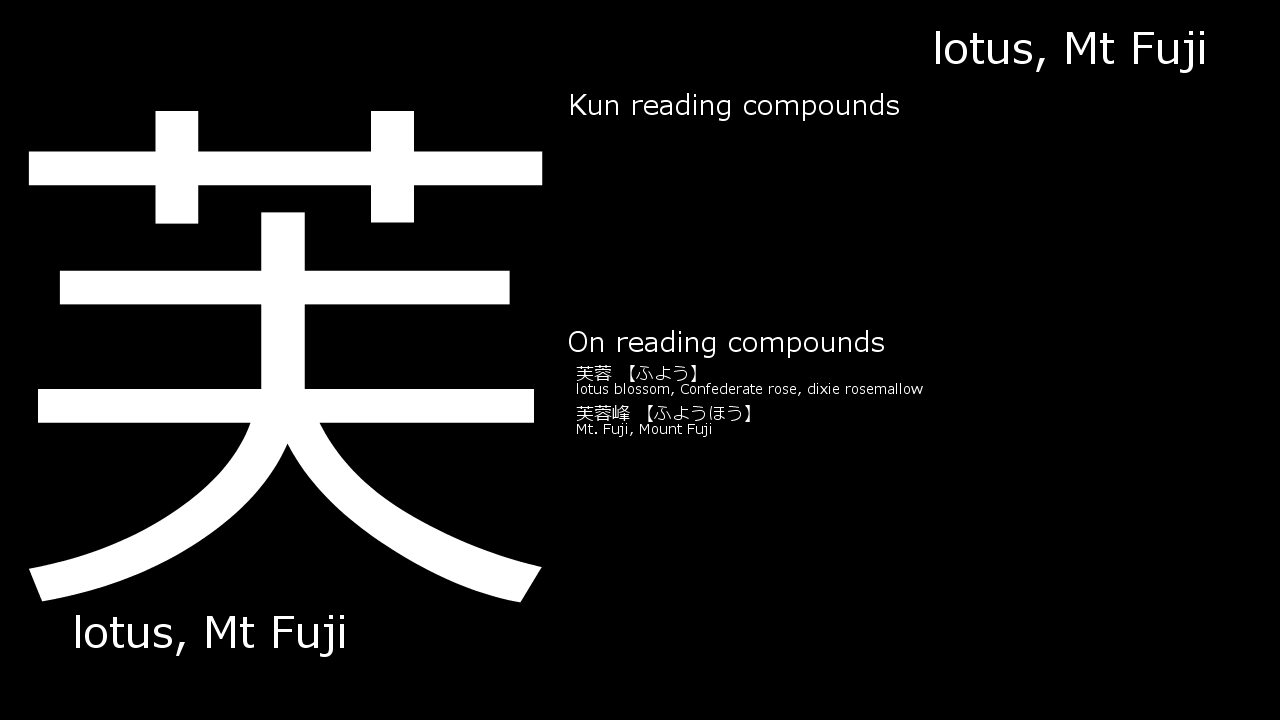 lotus, Mt Fuji
芙
lotus, Mt Fuji
Kun reading compounds
On reading compounds
芙蓉 【ふよう】
lotus blossom, Confederate rose, dixie rosemallow
芙蓉峰 【ふようほう】
Mt. Fuji, Mount Fuji